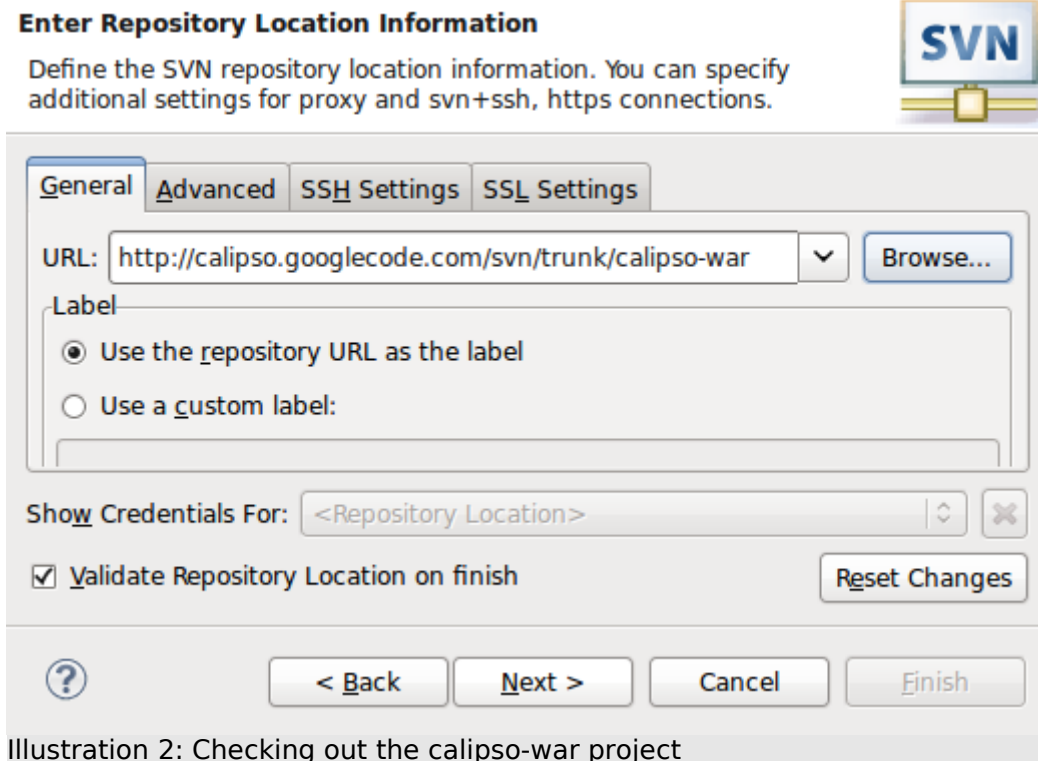 Enter Repository Location Information
SVN
Define the SVN repository location information. You can specify
additional settings for proxy and svn+ssh, https connections.
General Advanced SSH Settings SSL Settings
URL: http://calipso.googlecode.com/svn/trunk/calipso-war Browse...
Label
Use the repository URL as the label
Use a custom label:
Show Credentials For: <Repository Location>
Validate Repository Location on finish Reset Changes
? < Back Next > Cancel Finish
Illustration 2: Checking out the calipso-war project